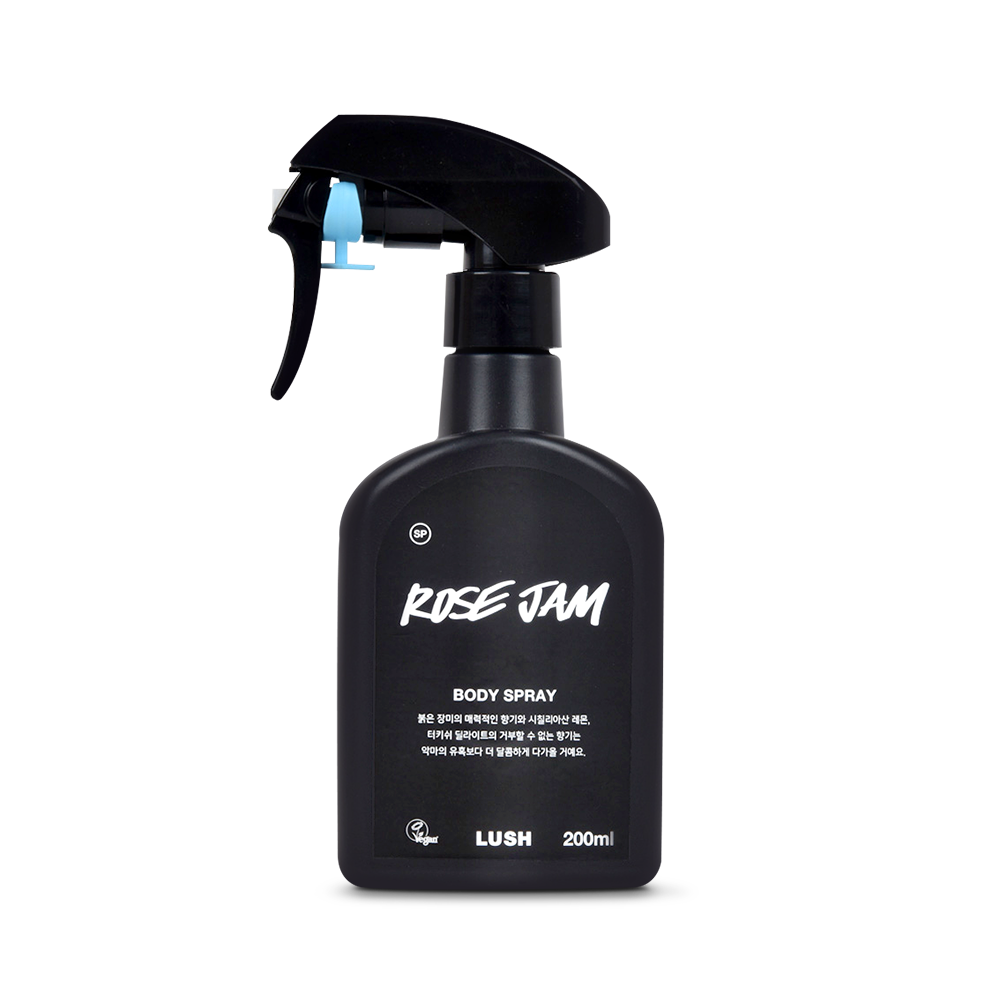 SP
ROSE JAM
BODY SPRAY
붉은 장미의 매력적인 향기와 시칠리아산 레몬,
터키쉬 딜라이트의 거부할 수 없는 향기는
악마의 유혹보다 더 달콤하게 다가올 거예요.
Vegan
LUSH 200ml